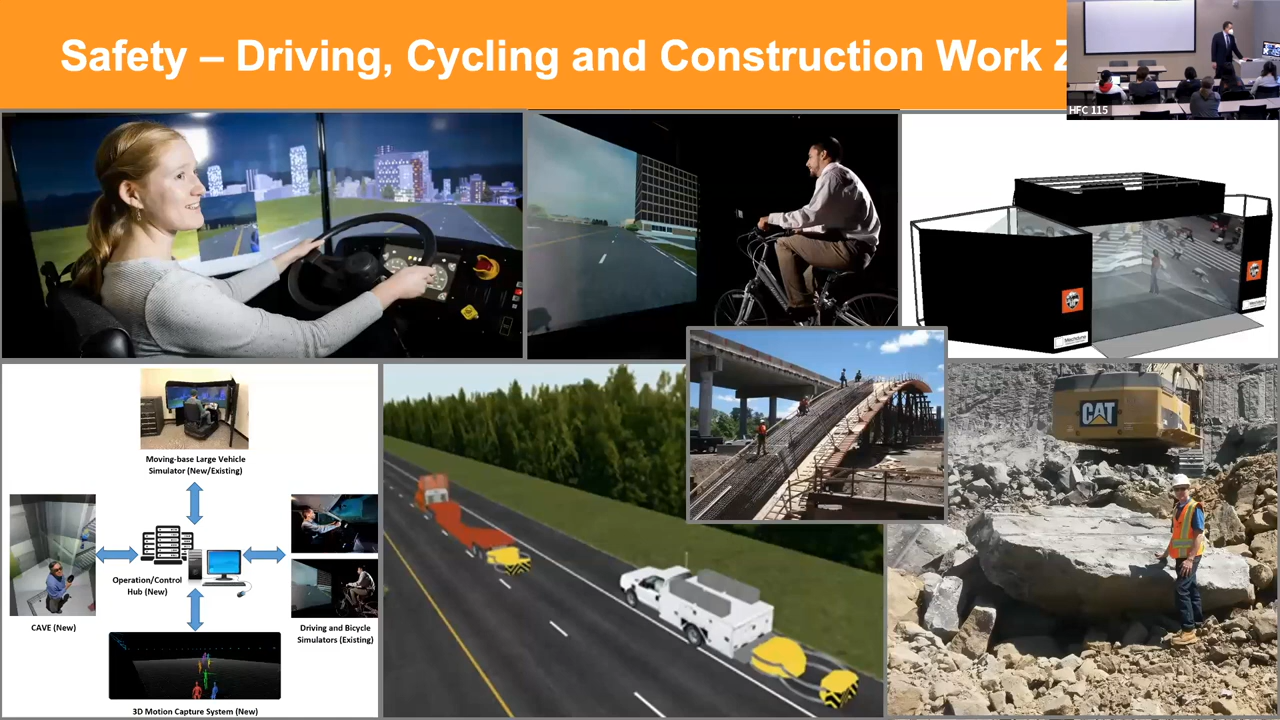 Safety – Driving, Cycling and Construction Work Z
HFC 115
Mechdyne
CAT
Moving-base Large Vehicle
Simulator (New/Existing)
Operation/Control
Hub (New)
CAVE (New)
Driving and Bicycle
Simulators (Existing)
3D Motion Capture System (New)